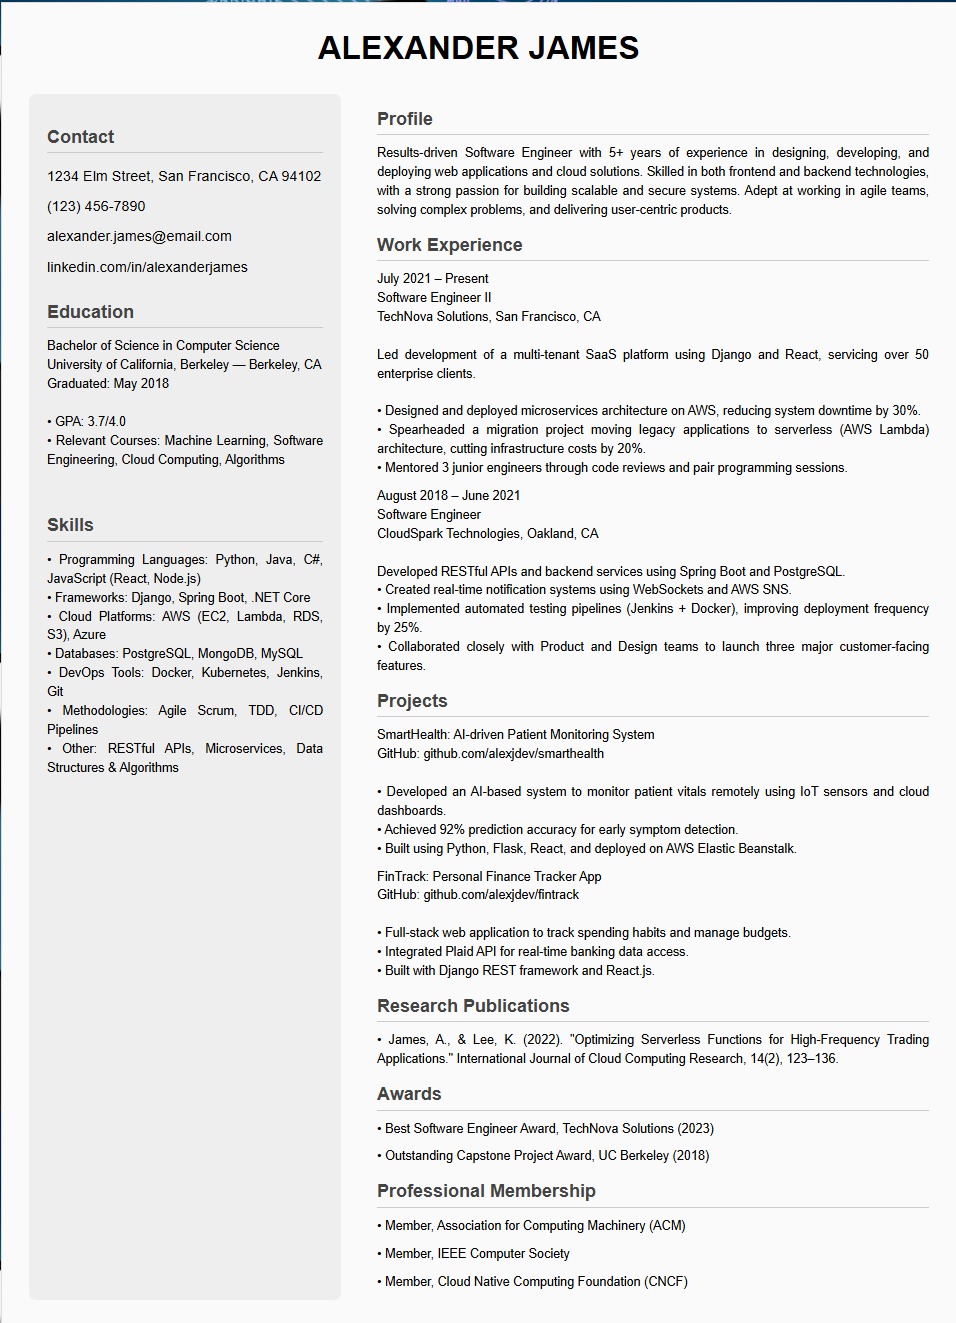 ALEXANDER JAMES
Contact
1234 Elm Street, San Francisco, CA 94102
(123) 456-7890
alexander.james@email.com
linkedin.com/in/alexanderjames
Education
Bachelor of Science in Computer Science
University of California, Berkeley — Berkeley, CA
Graduated: May 2018
• GPA: 3.7/4.0
• Relevant Courses: Machine Learning, Software
Engineering, Cloud Computing, Algorithms
Skills
• Programming Languages: Python, Java, C#,
JavaScript (React, Node.js)
• Frameworks: Django, Spring Boot, .NET Core
• Cloud Platforms: AWS (EC2, Lambda, RDS,
S3), Azure
• Databases: PostgreSQL, MongoDB, MySQL
• DevOps Tools: Docker, Kubernetes, Jenkins,
Git
• Methodologies: Agile Scrum, TDD, CI/CD
Pipelines
• Other: RESTful APIs, Microservices, Data
Structures & Algorithms
Profile
Results-driven Software Engineer with 5+ years of experience in designing, developing, and
deploying web applications and cloud solutions. Skilled in both frontend and backend technologies,
with a strong passion for building scalable and secure systems. Adept at working in agile teams,
solving complex problems, and delivering user-centric products.
Work Experience
July 2021 – Present
Software Engineer II
TechNova Solutions, San Francisco, CA
Led development of a multi-tenant SaaS platform using Django and React, servicing over 50
enterprise clients.
• Designed and deployed microservices architecture on AWS, reducing system downtime by 30%.
• Spearheaded a migration project moving legacy applications to serverless (AWS Lambda)
architecture, cutting infrastructure costs by 20%.
• Mentored 3 junior engineers through code reviews and pair programming sessions.
August 2018 – June 2021
Software Engineer
CloudSpark Technologies, Oakland, CA
Developed RESTful APIs and backend services using Spring Boot and PostgreSQL.
• Created real-time notification systems using WebSockets and AWS SNS.
• Implemented automated testing pipelines (Jenkins + Docker), improving deployment frequency
by 25%.
• Collaborated closely with Product and Design teams to launch three major customer-facing
features.
Projects
SmartHealth: AI-driven Patient Monitoring System
GitHub: github.com/alexjdev/smarthealth
• Developed an AI-based system to monitor patient vitals remotely using IoT sensors and cloud
dashboards.
• Achieved 92% prediction accuracy for early symptom detection.
• Built using Python, Flask, React, and deployed on AWS Elastic Beanstalk.
FinTrack: Personal Finance Tracker App
GitHub: github.com/alexjdev/fintrack
• Full-stack web application to track spending habits and manage budgets.
• Integrated Plaid API for real-time banking data access.
• Built with Django REST framework and React.js.
Research Publications
• James, A., & Lee, K. (2022). "Optimizing Serverless Functions for High-Frequency Trading
Applications." International Journal of Cloud Computing Research, 14(2), 123–136.
Awards
• Best Software Engineer Award, TechNova Solutions (2023)
• Outstanding Capstone Project Award, UC Berkeley (2018)
Professional Membership
• Member, Association for Computing Machinery (ACM)
• Member, IEEE Computer Society
• Member, Cloud Native Computing Foundation (CNCF)